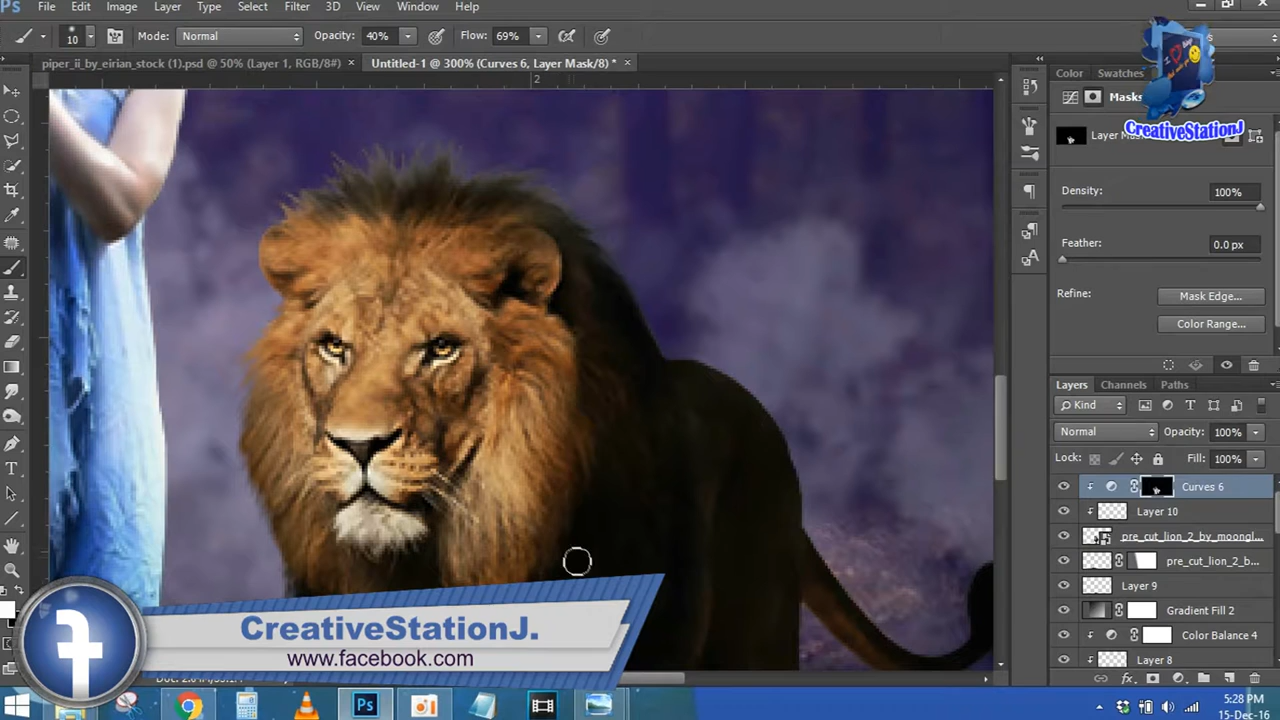 Ps File Edit Image Layer Type Select Filter 3D View Window Help
10 Mode: Normal Opacity: 40% Flow: 69%
piper_ii_by_eirian_stock (1).psd @ 50% (Layer 1, RGB/8#) × Untitled-1 @ 300% (Curves 6, Layer Mask/8) * ×
2
Color Swatches
Masks
CreativeStationJ
Density: 100%
Feather: 0.0 px
Refine: Mask Edge...
Color Range...
Layers Channels Paths
Kind
Normal Opacity: 100%
Lock: Fill: 100%
Curves 6
Layer 10
pre_cut_lion_2_by_moongl...
pre_cut_lion_2_b...
Layer 9
Gradient Fill 2
Color Balance 4
Layer 8
CreativeStationJ.
www.facebook.com
5:28 PM
15-Dec-16